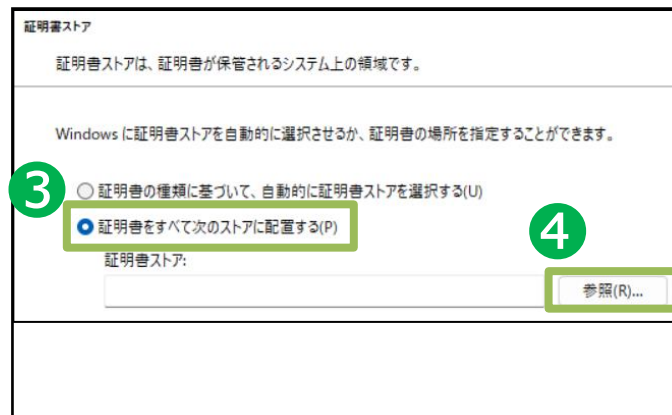 証明書ストア
証明書ストアは、証明書が保管されるシステム上の領域です。
Windows に証明書ストアを自動的に選択させるか、証明書の場所を指定することができます。
3
証明書の種類に基づいて、自動的に証明書ストアを選択する(U)
証明書をすべて次のストアに配置する(P)
4
証明書ストア:
参照(R)...